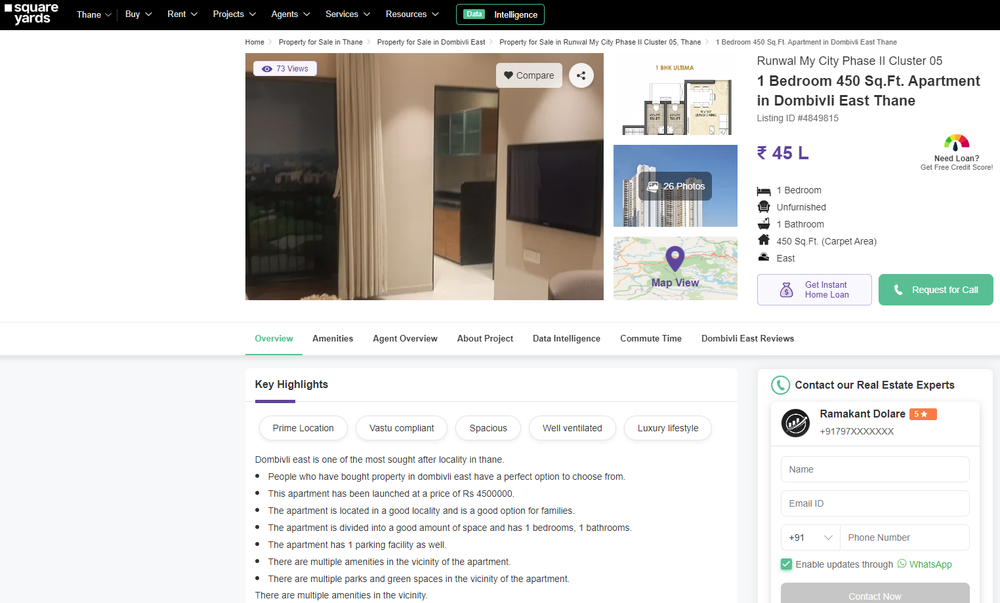 square
yards
Thane
Buy
Rent
Projects
Agents
Services
Resources
Data Intelligence
Home
Property for Sale in Thane
Property for Sale in Dombivli East
Property for Sale in Runwal My City Phase II Cluster 05, Thane
1 Bedroom 450 Sq.Ft. Apartment in Dombivli East Thane
73 Views
Compare
1 BHK ULTIMA
TOILET
TOILET
LIVING/DINING
26 Photos
Map View
Runwal My City Phase II Cluster 05
1 Bedroom 450 Sq.Ft. Apartment
in Dombivli East Thane
Listing ID #4849815
₹ 45 L
Need Loan?
Get Free Credit Score!
1 Bedroom
Unfurnished
1 Bathroom
450 Sq.Ft. (Carpet Area)
East
Get Instant
Home Loan
Request for Call
Overview
Amenities
Agent Overview
About Project
Data Intelligence
Commute Time
Dombivli East Reviews
Key Highlights
Prime Location
Vastu compliant
Spacious
Well ventilated
Luxury lifestyle
Dombivli east is one of the most sought after locality in thane.
• People who have bought property in dombivli east have a perfect option to choose from.
• This apartment has been launched at a price of Rs 4500000.
• The apartment is located in a good locality and is a good option for families.
• The apartment is divided into a good amount of space and has 1 bedrooms, 1 bathrooms.
• The apartment has 1 parking facility as well.
• There are multiple amenities in the vicinity of the apartment.
• There are multiple parks and green spaces in the vicinity of the apartment.
There are multiple amenities in the vicinity.
Contact our Real Estate Experts
Ramakant Dolare 5 ★
+91797XXXXXXX
Name
Email ID
+91
Phone Number
Enable updates through WhatsApp
Contact Now